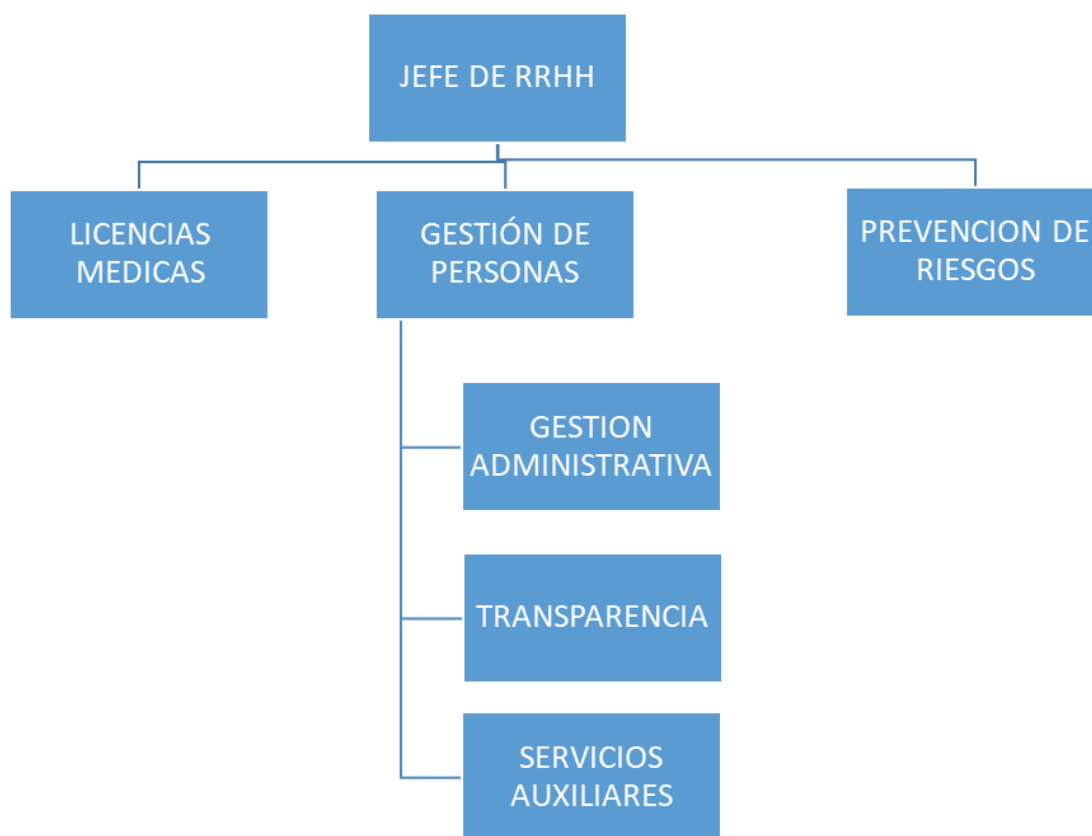 JEFE DE RRHH
LICENCIAS
MEDICAS
GESTIÓN DE
PERSONAS
PREVENCION DE
RIESGOS
GESTION
ADMINISTRATIVA
TRANSPARENCIA
SERVICIOS
AUXILIARES